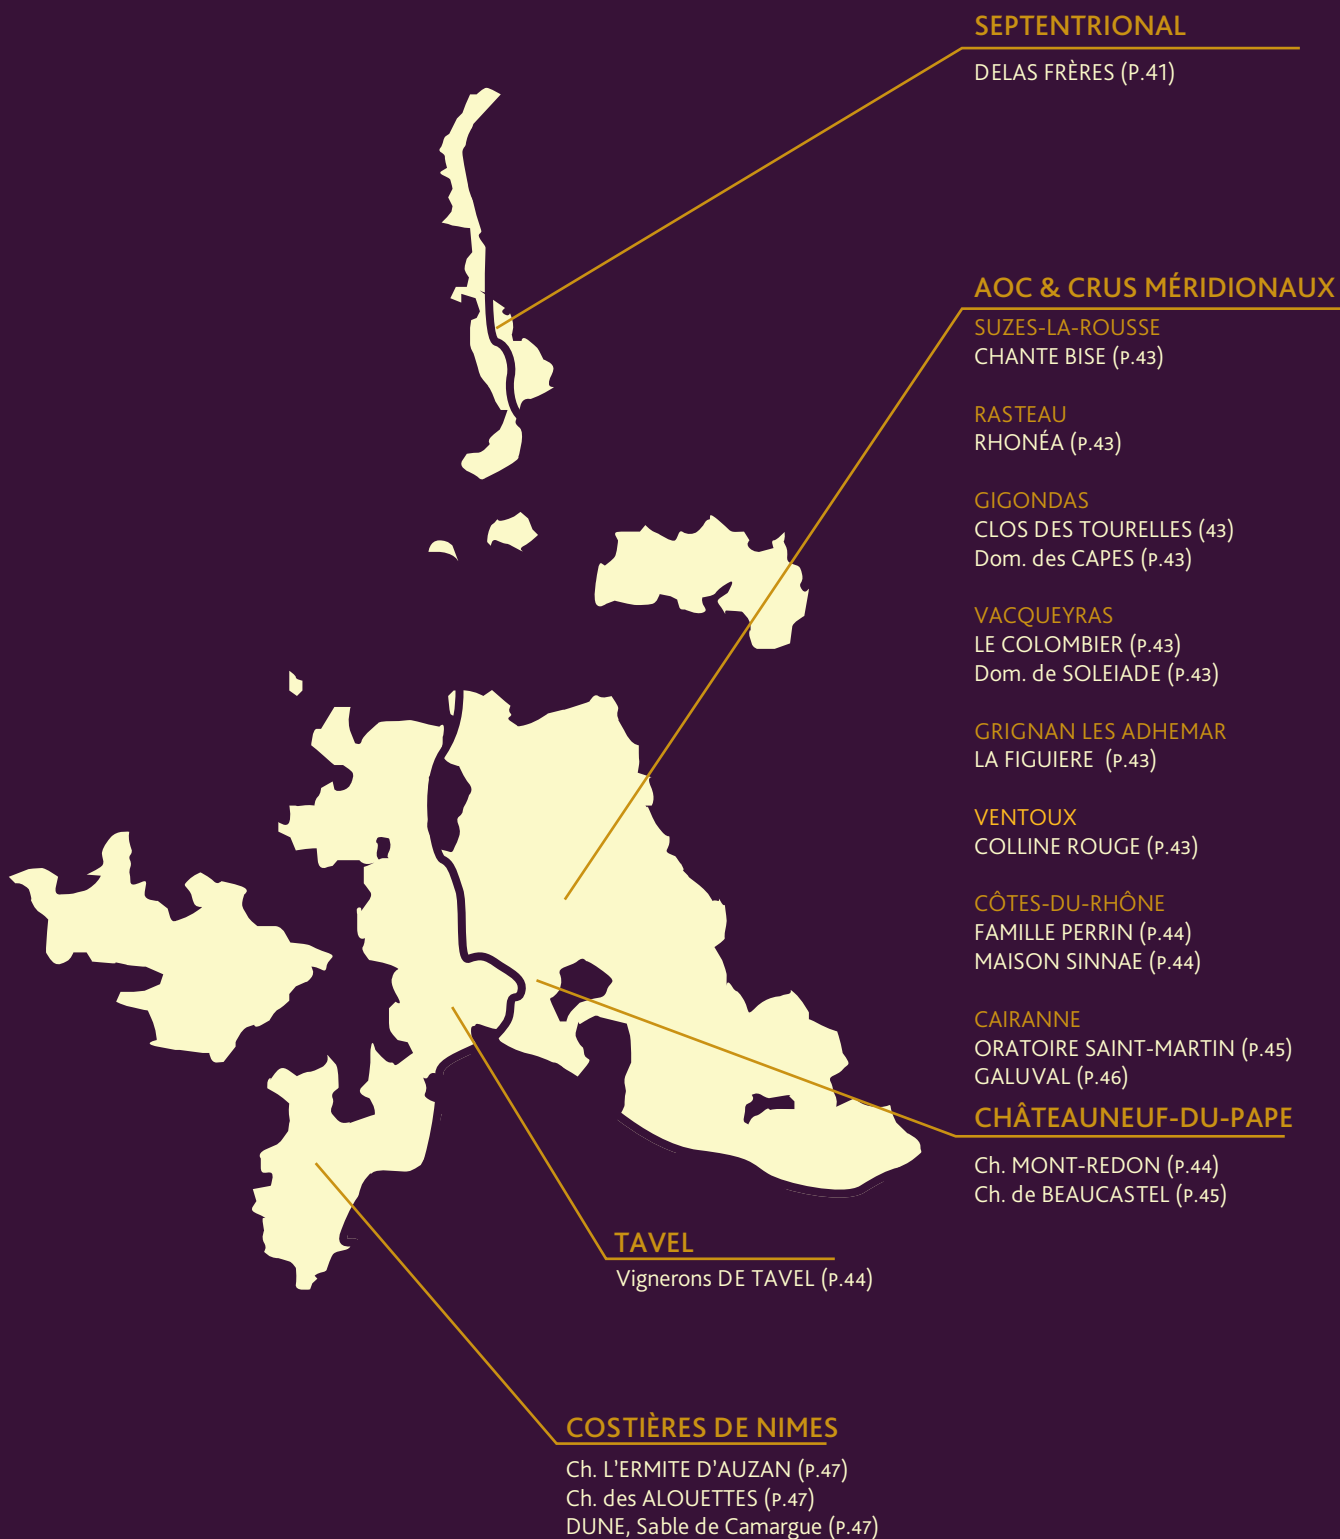 SEPTENTRIONAL
DELAS FRÈRES (P.41)
AOC & CRUS MÉRIDIONAUX
SUZES-LA-ROUSSE
CHANTE BISE (P.43)
RASTEAU
RHONÉA (P.43)
GIGONDAS
CLOS DES TOURELLES (43)
Dom. des CAPES (P.43)
VACQUEYRAS
LE COLOMBIER (P.43)
Dom. de SOLEIADE (P.43)
GRIGNAN LES ADHEMAR
LA FIGUIERE (P.43)
VENTOUX
COLLINE ROUGE (P.43)
CÔTES-DU-RHÔNE
FAMILLE PERRIN (P.44)
MAISON SINNAE (P.44)
CAIRANNE
ORATOIRE SAINT-MARTIN (P.45)
GALUVAL (P.46)
CHÂTEAUNEUF-DU-PAPE
Ch. MONT-REDON (P.44)
Ch. de BEAUCASTEL (P.45)
TAVEL
Vignerons DE TAVEL (P.44)
COSTIÈRES DE NIMES
Ch. L'ERMITE D'AUZAN (P.47)
Ch. des ALOUETTES (P.47)
DUNE, Sable de Camargue (P.47)